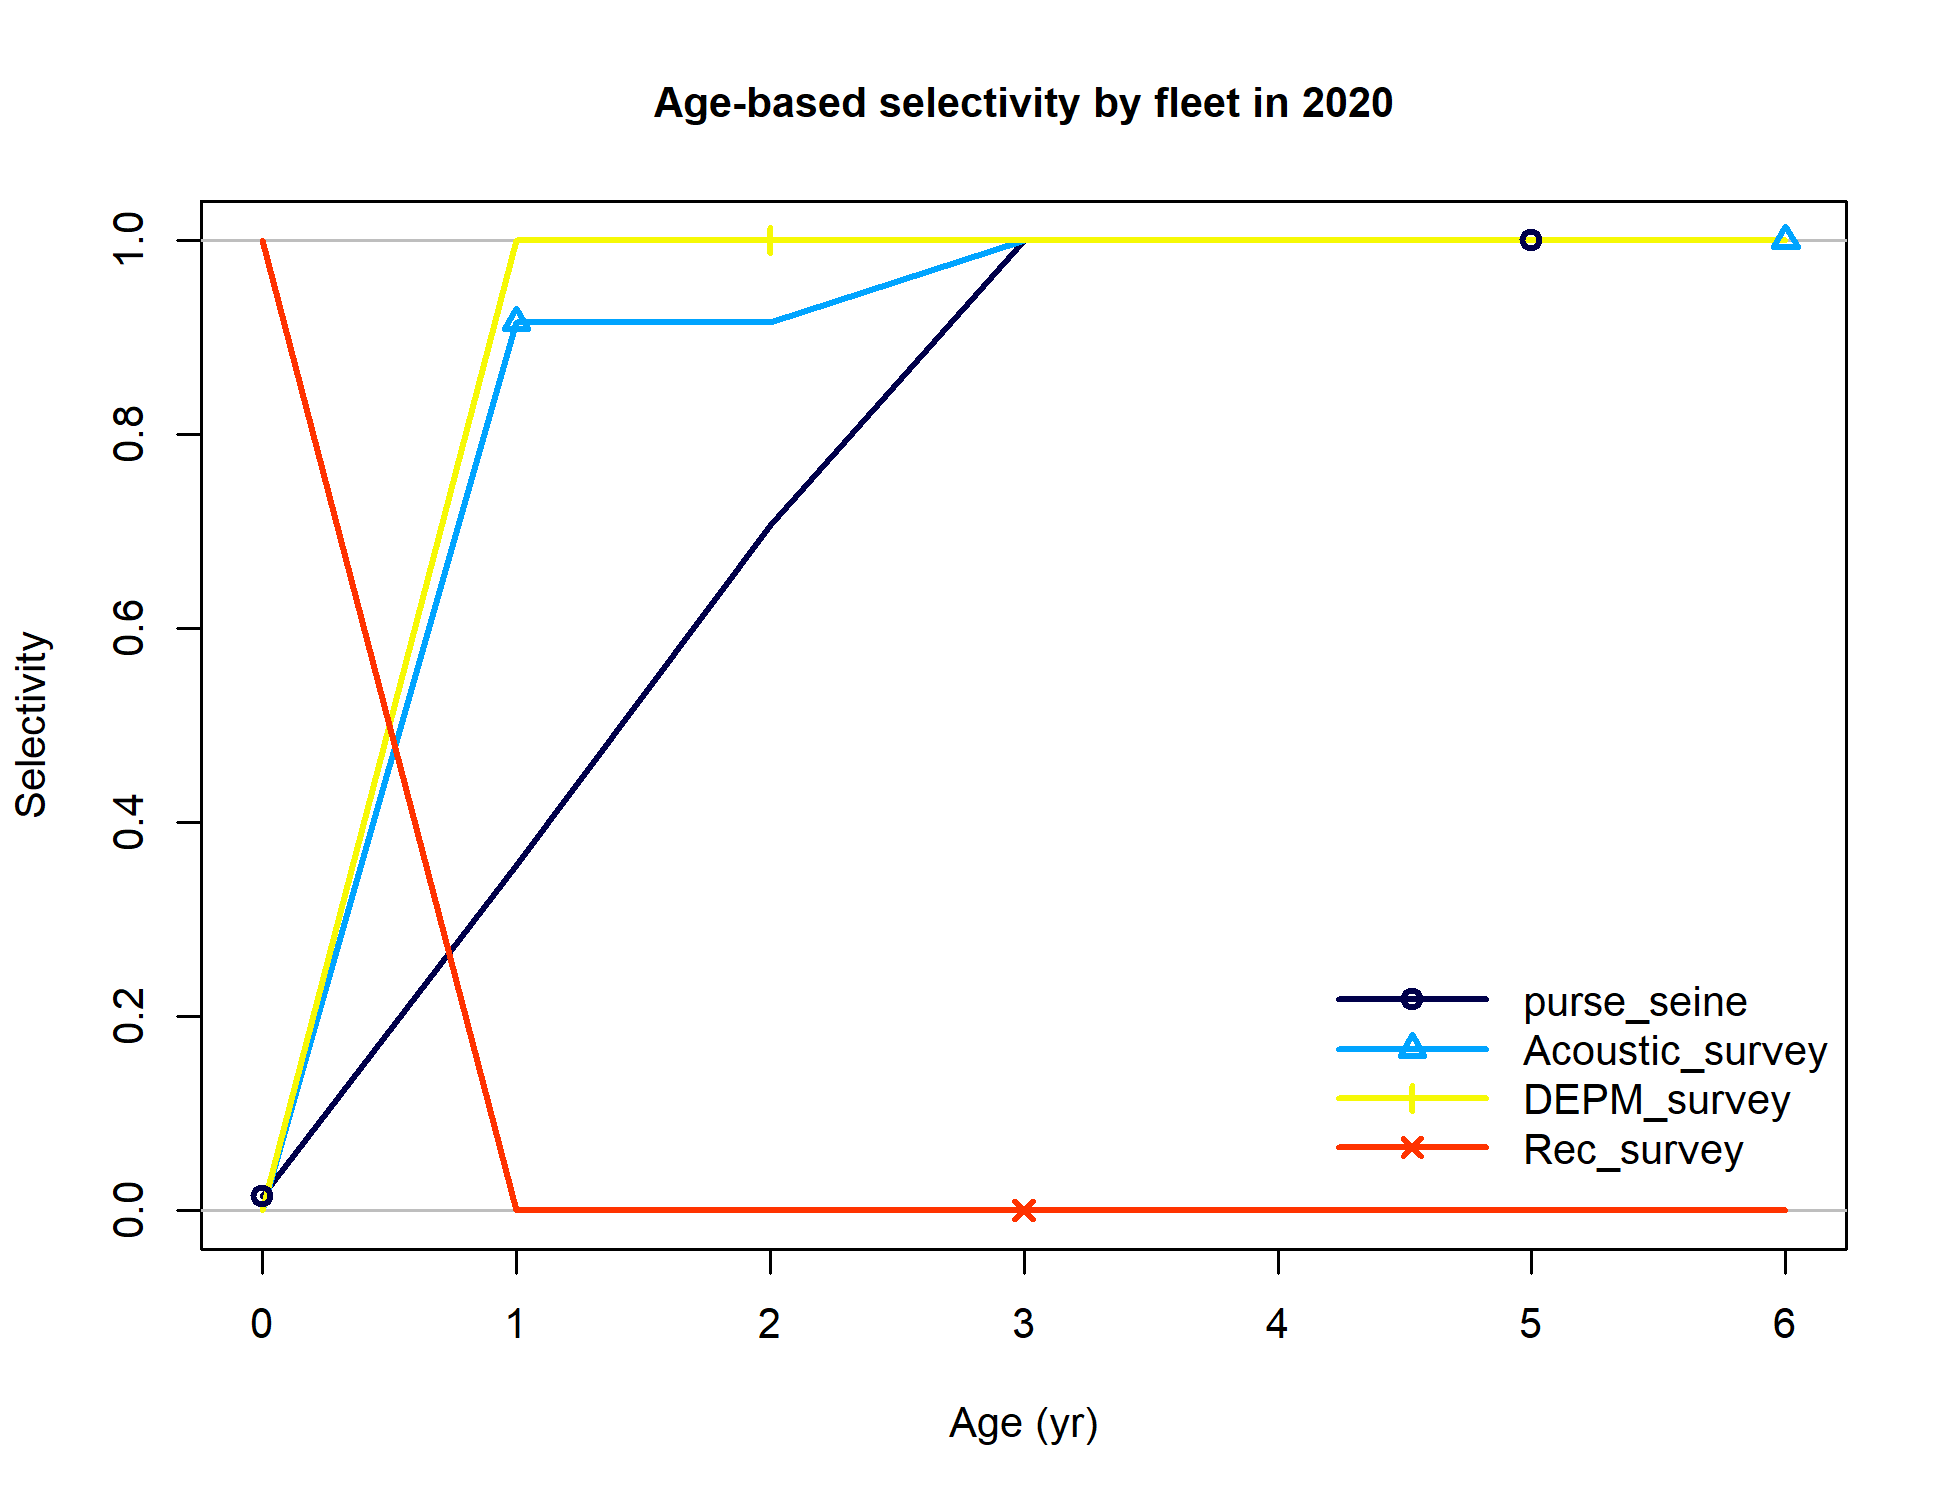 Age-based selectivity by fleet in 2020
Selectivity
1.0
0.8
0.6
0.4
0.2
0.0
purse_seine
Acoustic_survey
DEPM_survey
Rec_survey
0 1 2 3 4 5 6
Age (yr)